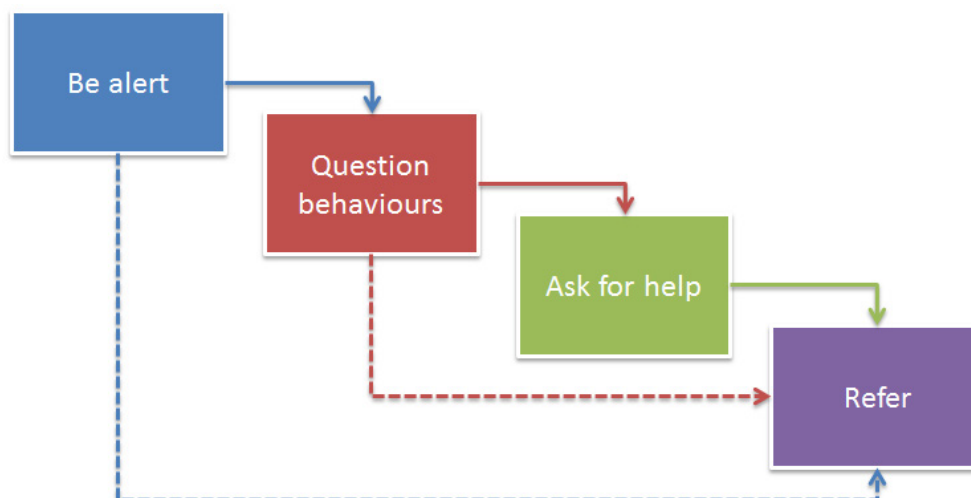 Be alert
Question
behaviours
Ask for help
Refer